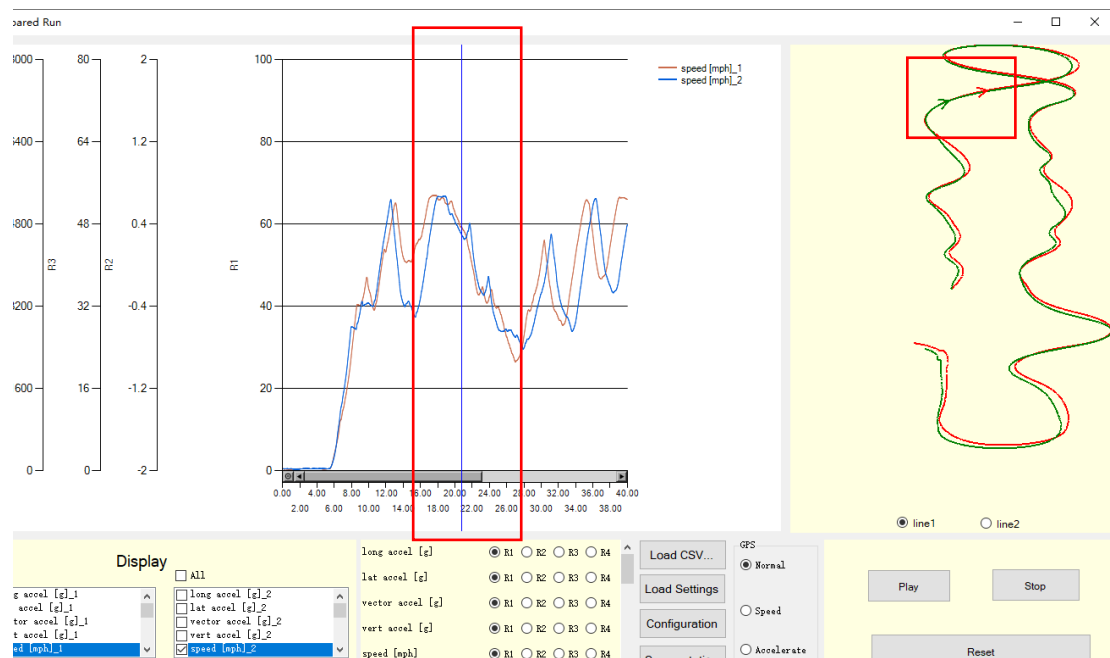 pared Run
speed [mph]_1
speed [mph]_2
8000 80 2 100
6400 64 1.2 80
4800 48 0.4 60
R3 R2 R1
3200 32 -0.4 40
1600 16 -1.2 20
0 0 -2 0
0.00 4.00 8.00 12.00 16.00 20.00 24.00 28.00 32.00 36.00 40.00
2.00 6.00 10.00 14.00 18.00 22.00 26.00 30.00 34.00 38.00
line1 line2
Display
All
g accel [g]_1
accel [g]_1
tor accel [g]_1
t accel [g]_1
ed [mph]_1
long accel [g]_2
lat accel [g]_2
vector accel [g]_2
vert accel [g]_2
speed [mph]_2
long accel [g] R1 R2 R3 R4
lat accel [g] R1 R2 R3 R4
vector accel [g] R1 R2 R3 R4
vert accel [g] R1 R2 R3 R4
speed [mph] R1 R2 R3 R4
Load CSV...
Load Settings
Configuration
GPS
Normal
Speed
Accelerate
Play
Stop
Reset